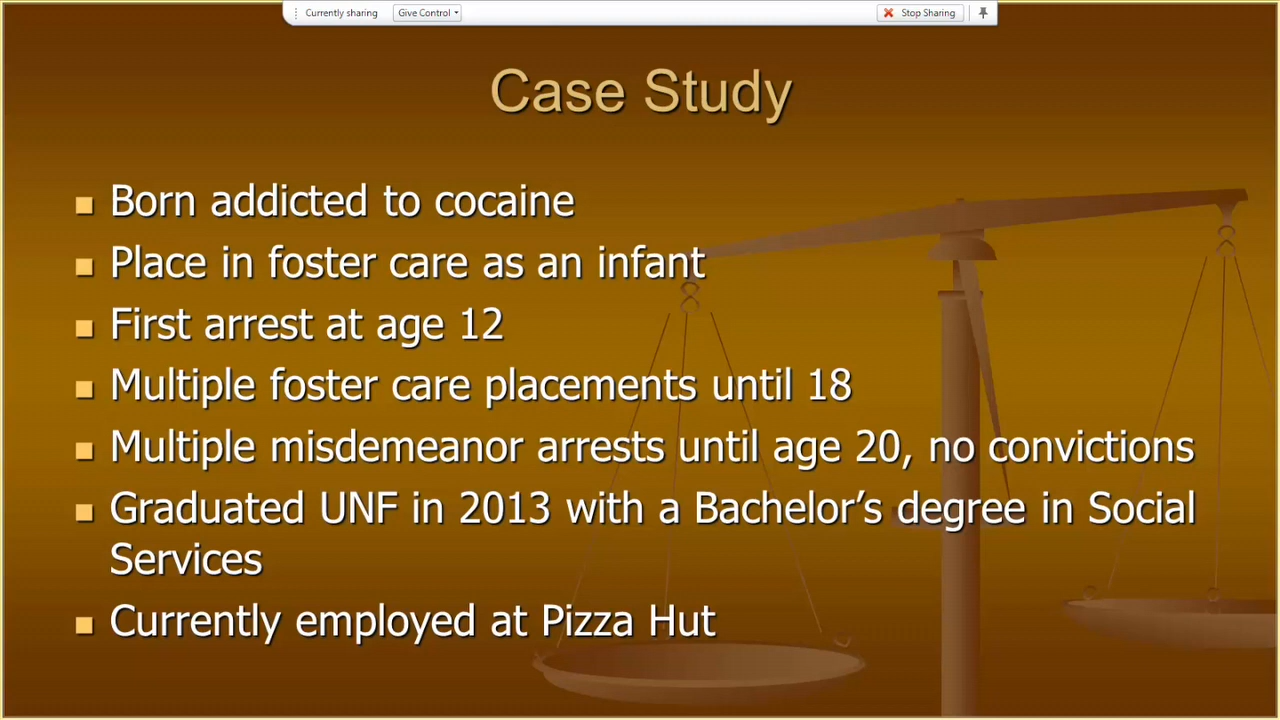 Currently sharing Give Control Stop Sharing
Case Study
Born addicted to cocaine
Place in foster care as an infant
First arrest at age 12
Multiple foster care placements until 18
Multiple misdemeanor arrests until age 20, no convictions
Graduated UNF in 2013 with a Bachelor’s degree in Social
Services
Currently employed at Pizza Hut